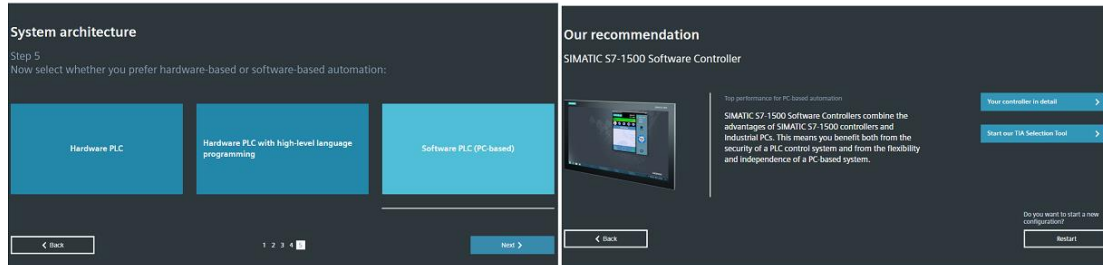 System architecture
Step 5
Now select whether you prefer hardware-based or software-based automation:
Hardware PLC
Hardware PLC with high-level language
programming
Software PLC (PC-based)
Back
1 2 3 4 5
Next
Our recommendation
SIMATIC S7-1500 Software Controller
Top performance for PC-based automation
SIMATIC S7-1500 Software Controllers combine the
advantages of SIMATIC S7-1500 controllers and
Industrial PCs. This means you benefit both from the
security of a PLC control system and from the flexibility
and independence of a PC-based system.
Your controller in detail
Start our TIA Selection Tool
Do you want to start a new
configuration?
Back
Restart